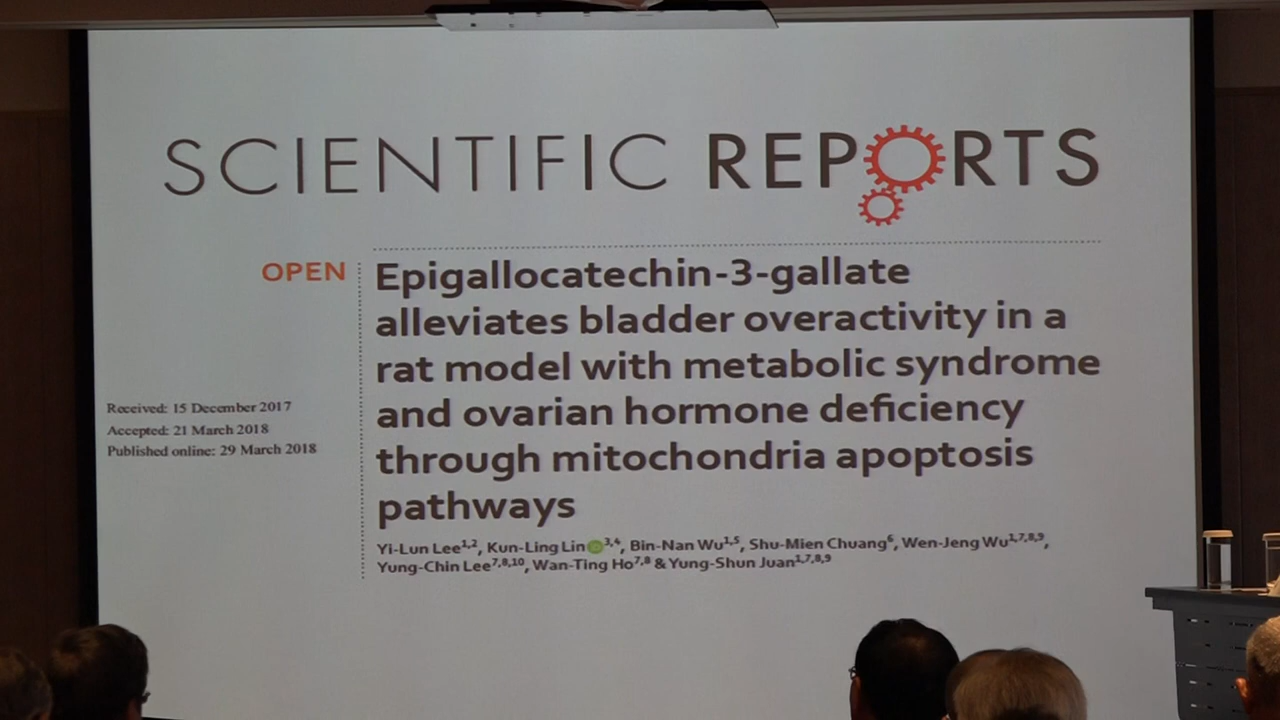 SCIENTIFIC REPORTS
OPEN
Epigallocatechin-3-gallate
alleviates bladder overactivity in a
rat model with metabolic syndrome
and ovarian hormone deficiency
through mitochondria apoptosis
pathways
Received: 15 December 2017
Accepted: 21 March 2018
Published online: 29 March 2018
Yi-Lun Lee1,2, Kun-Ling Lin 3,4, Bin-Nan Wu1,5, Shu-Mien Chuang6, Wen-Jeng Wu1,7,8,9,
Yung-Chin Lee7,8,10, Wan-Ting Ho7,8 & Yung-Shun Juan1,7,8,9